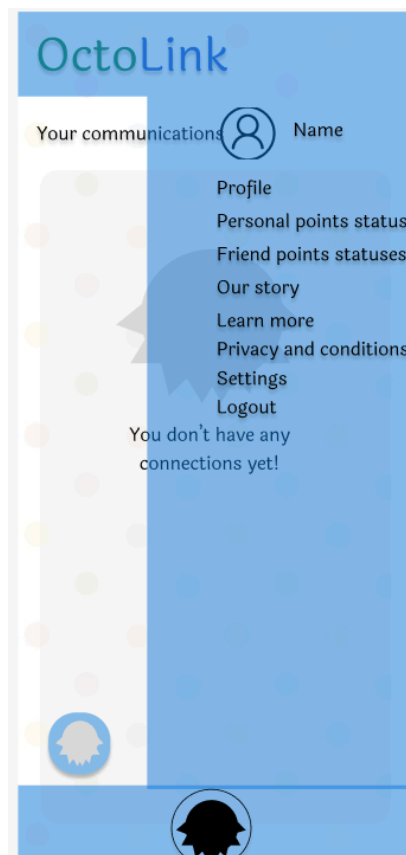 OctoLink
Your communications
Name
Profile
Personal points status
Friend points statuses
Our story
Learn more
Privacy and conditions
Settings
Logout
You don't have any
connections yet!